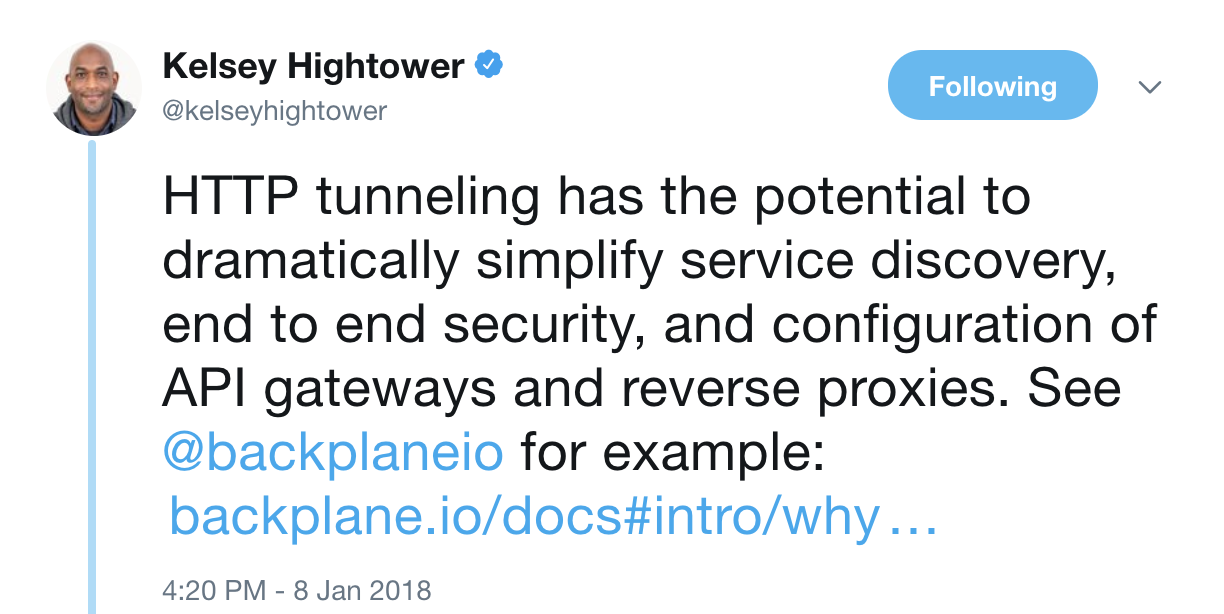 Kelsey Hightower
@kelseyhightower
Following
HTTP tunneling has the potential to
dramatically simplify service discovery,
end to end security, and configuration of
API gateways and reverse proxies. See
@backplaneio for example:
backplane.io/docs#intro/why…
4:20 PM - 8 Jan 2018